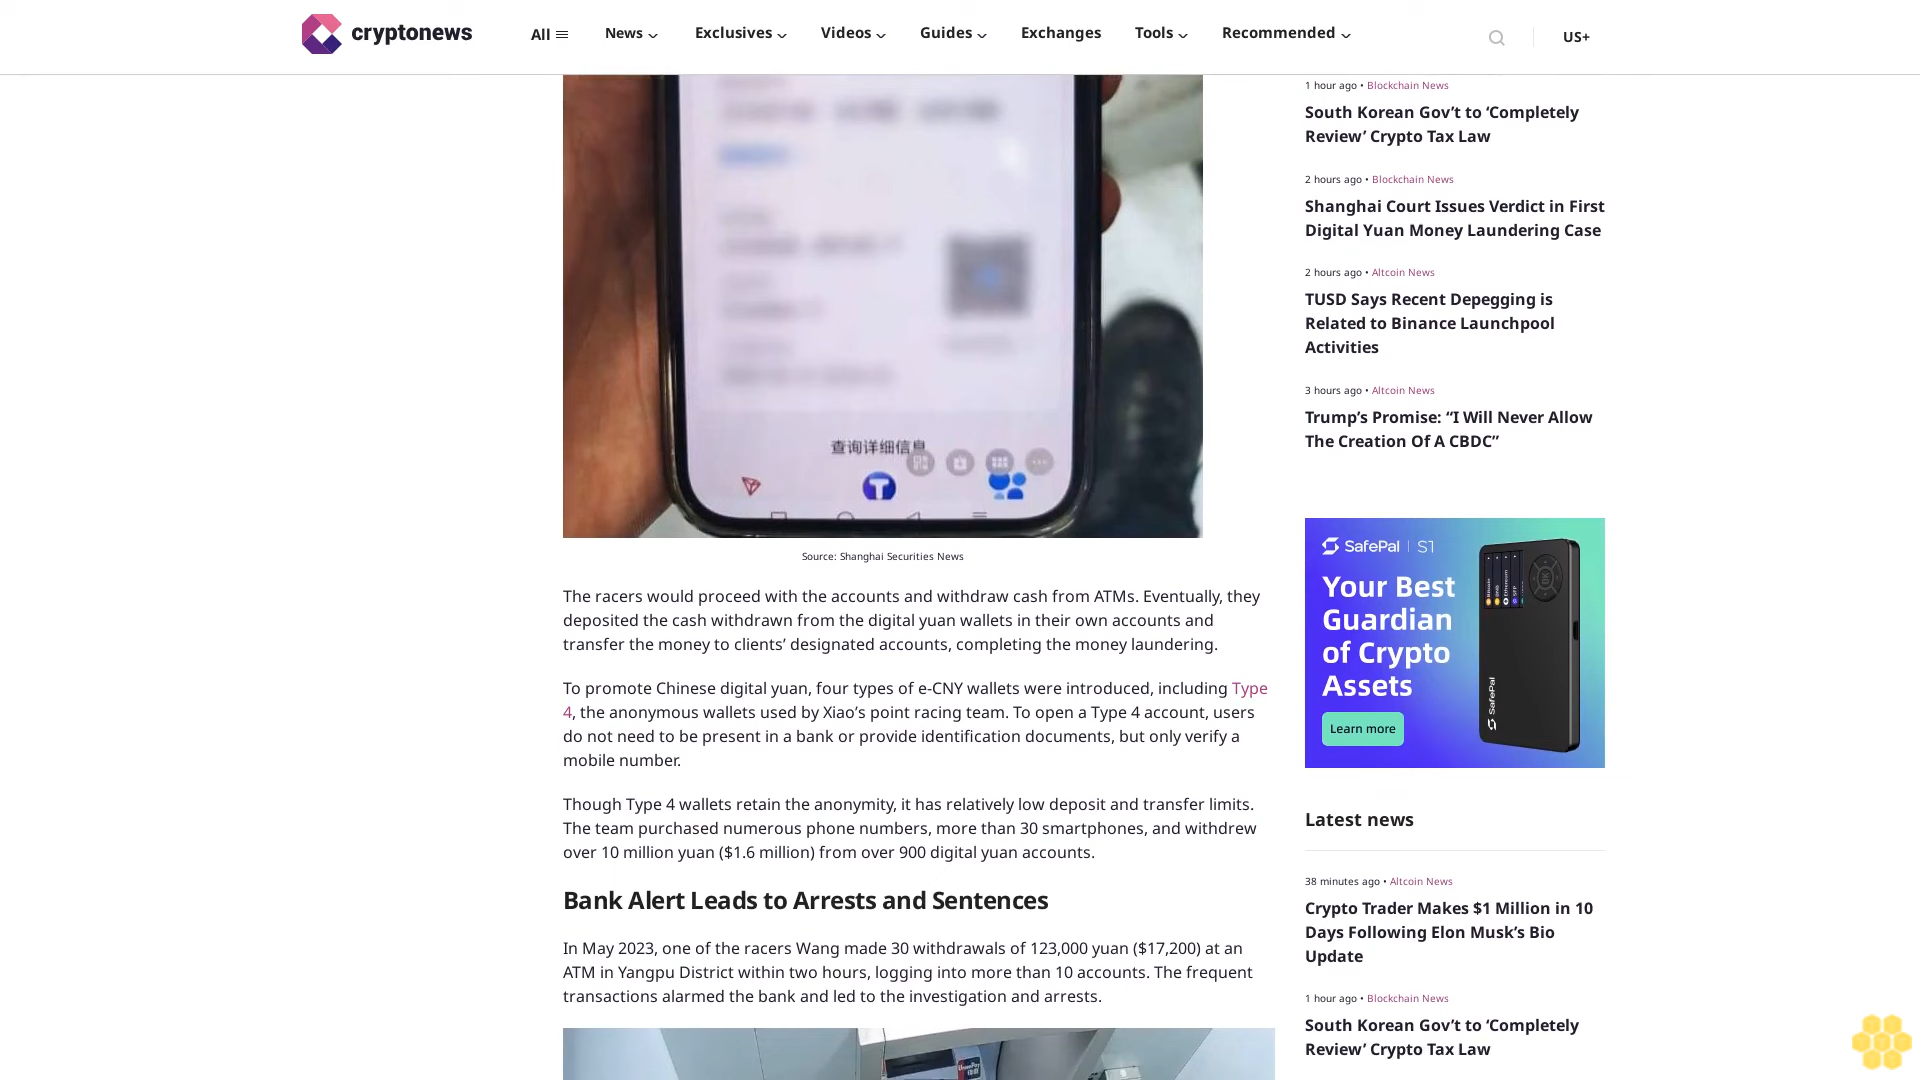 cryptonews
All
News
Exclusives
Videos
Guides
Exchanges
Tools
Recommended
US+
查询详细信息
Source: Shanghai Securities News
The racers would proceed with the accounts and withdraw cash from ATMs. Eventually, they
deposited the cash withdrawn from the digital yuan wallets in their own accounts and
transfer the money to clients’ designated accounts, completing the money laundering.
To promote Chinese digital yuan, four types of e-CNY wallets were introduced, including Type
4, the anonymous wallets used by Xiao’s point racing team. To open a Type 4 account, users
do not need to be present in a bank or provide identification documents, but only verify a
mobile number.
Though Type 4 wallets retain the anonymity, it has relatively low deposit and transfer limits.
The team purchased numerous phone numbers, more than 30 smartphones, and withdrew
over 10 million yuan ($1.6 million) from over 900 digital yuan accounts.
Bank Alert Leads to Arrests and Sentences
In May 2023, one of the racers Wang made 30 withdrawals of 123,000 yuan ($17,200) at an
ATM in Yangpu District within two hours, logging into more than 10 accounts. The frequent
transactions alarmed the bank and led to the investigation and arrests.
1 hour ago • Blockchain News
South Korean Gov’t to ‘Completely
Review’ Crypto Tax Law
2 hours ago • Blockchain News
Shanghai Court Issues Verdict in First
Digital Yuan Money Laundering Case
2 hours ago • Altcoin News
TUSD Says Recent Depegging is
Related to Binance Launchpool
Activities
3 hours ago • Altcoin News
Trump’s Promise: “I Will Never Allow
The Creation Of A CBDC”
SafePal | S1
Your Best
Guardian
of Crypto
Assets
Learn more
SafePal
Latest news
38 minutes ago • Altcoin News
Crypto Trader Makes $1 Million in 10
Days Following Elon Musk’s Bio
Update
1 hour ago • Blockchain News
South Korean Gov’t to ‘Completely
Review’ Crypto Tax Law